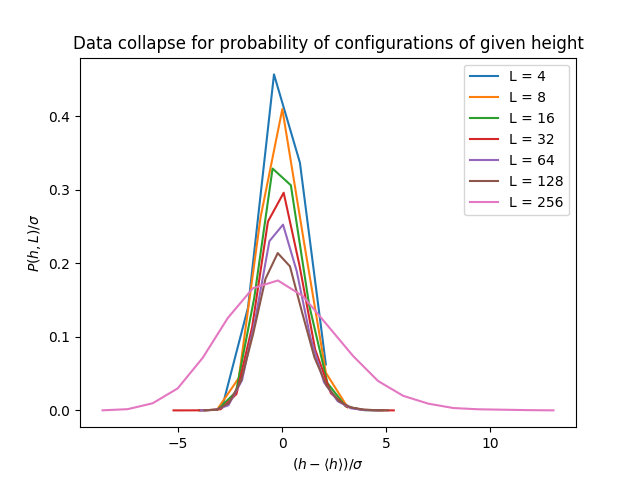 Data collapse for probability of configurations of given height
L = 4
L = 8
L = 16
L = 32
L = 64
L = 128
L = 256
P(h, L)/σ
0.4
0.3
0.2
0.1
0.0
−5
0
5
10
(h − ⟨h⟩)/σ